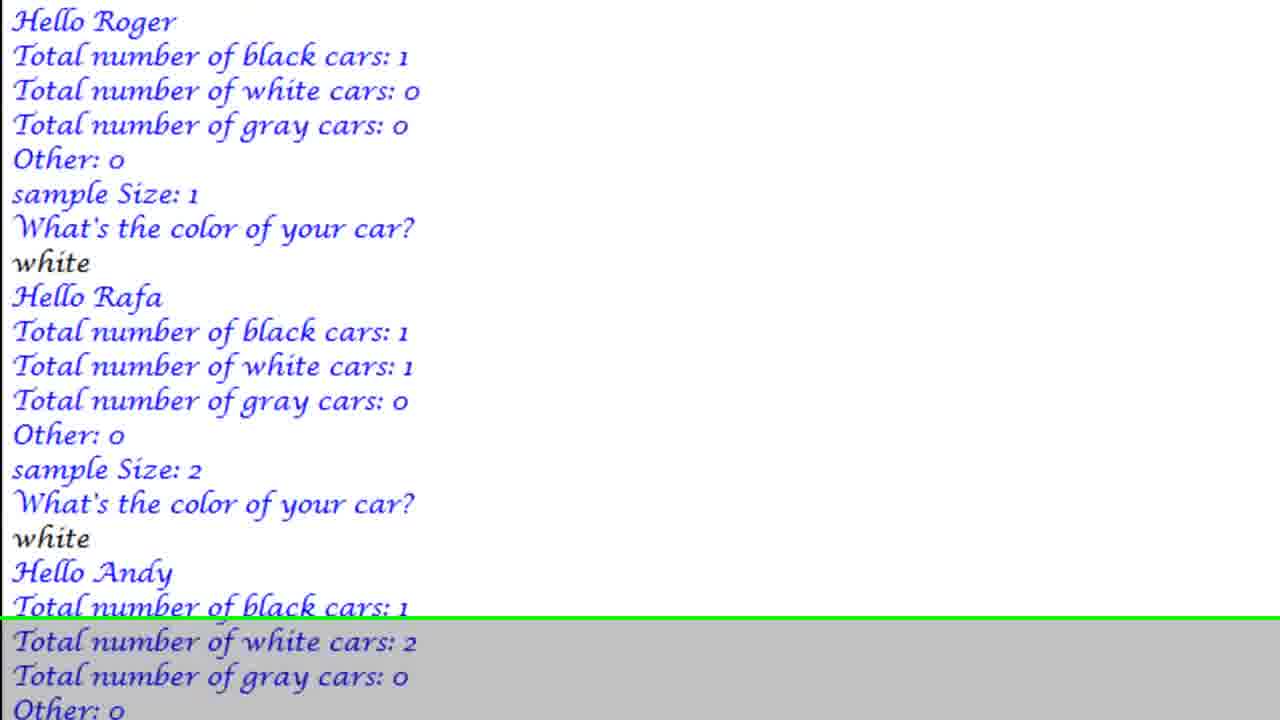 Hello Roger
Total number of black cars: 1
Total number of white cars: 0
Total number of gray cars: 0
Other: 0
sample Size: 1
What's the color of your car?
white
Hello Rafa
Total number of black cars: 1
Total number of white cars: 1
Total number of gray cars: 0
Other: 0
sample Size: 2
What's the color of your car?
white
Hello Andy
Total number of black cars: 1
Total number of white cars: 2
Total number of gray cars: 0
Other: 0